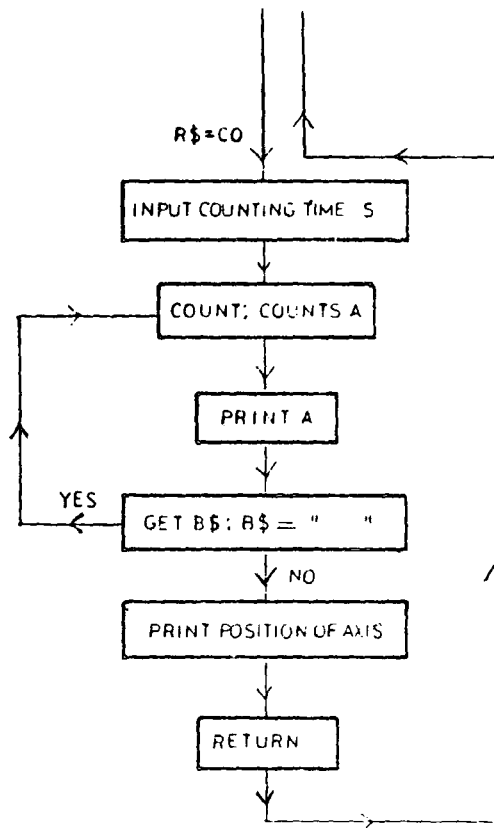 R$=CO
INPUT COUNTING TIME S
COUNT; COUNTS A
PRINT A
YES
GET B$; B$ = " "
NO
PRINT POSITION OF AXIS
RETURN